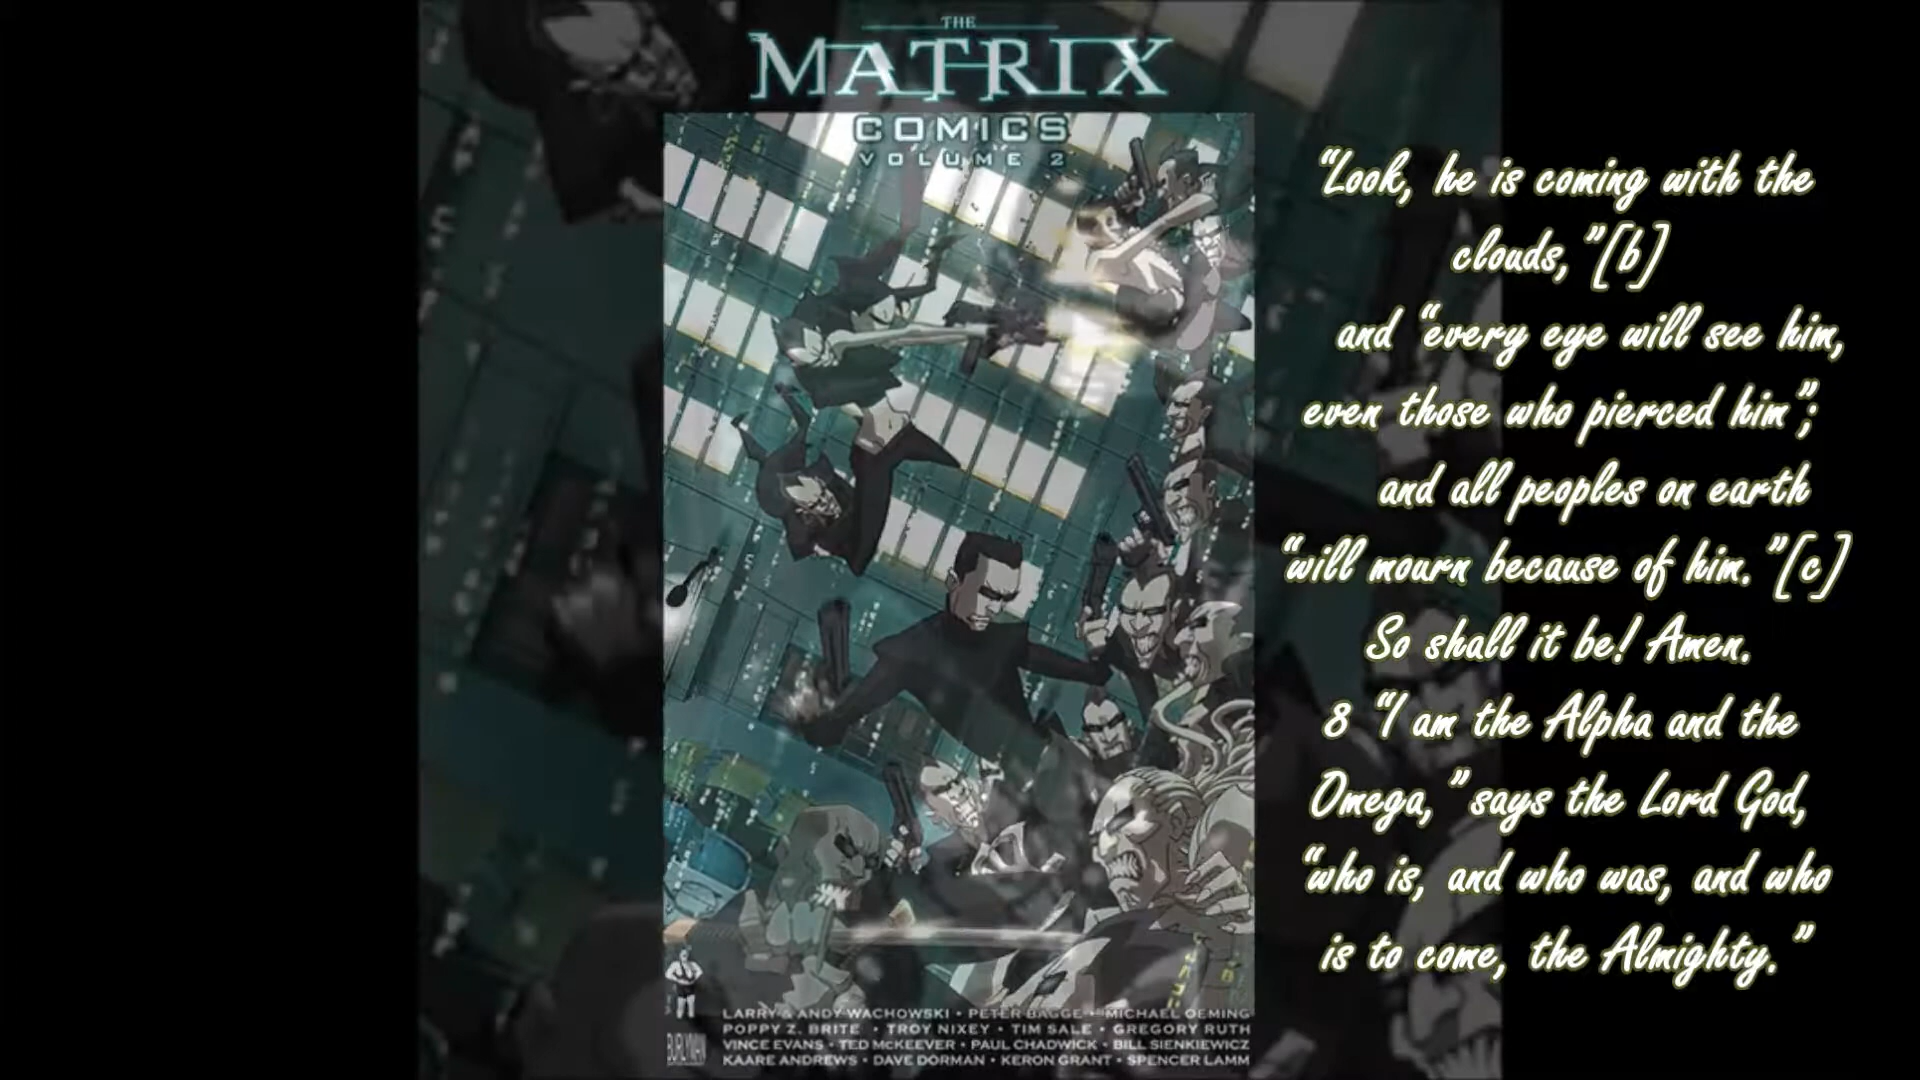 THE
MATRIX
COMICS
VOLUME 2
“Look, he is coming with the
clouds,”[b]
and “every eye will see him,
even those who pierced him”;
and all peoples on earth
“will mourn because of him.”[c]
So shall it be! Amen.
8 “I am the Alpha and the
Omega,” says the Lord God,
“who is, and who was, and who
is to come, the Almighty.”
LARRY & ANDY WACHOWSKI • PETER BAGGE • MICHAEL OEMING
POPPY Z. BRITE • TROY NIXEY • TIM SALE • GREGORY RUTH
VINCE EVANS • TED McKEEVER • PAUL CHADWICK • BILL SIENKIEWICZ
KAARE ANDREWS • DAVE DORMAN • KERON GRANT • SPENCER LAMM
BURLYMAN